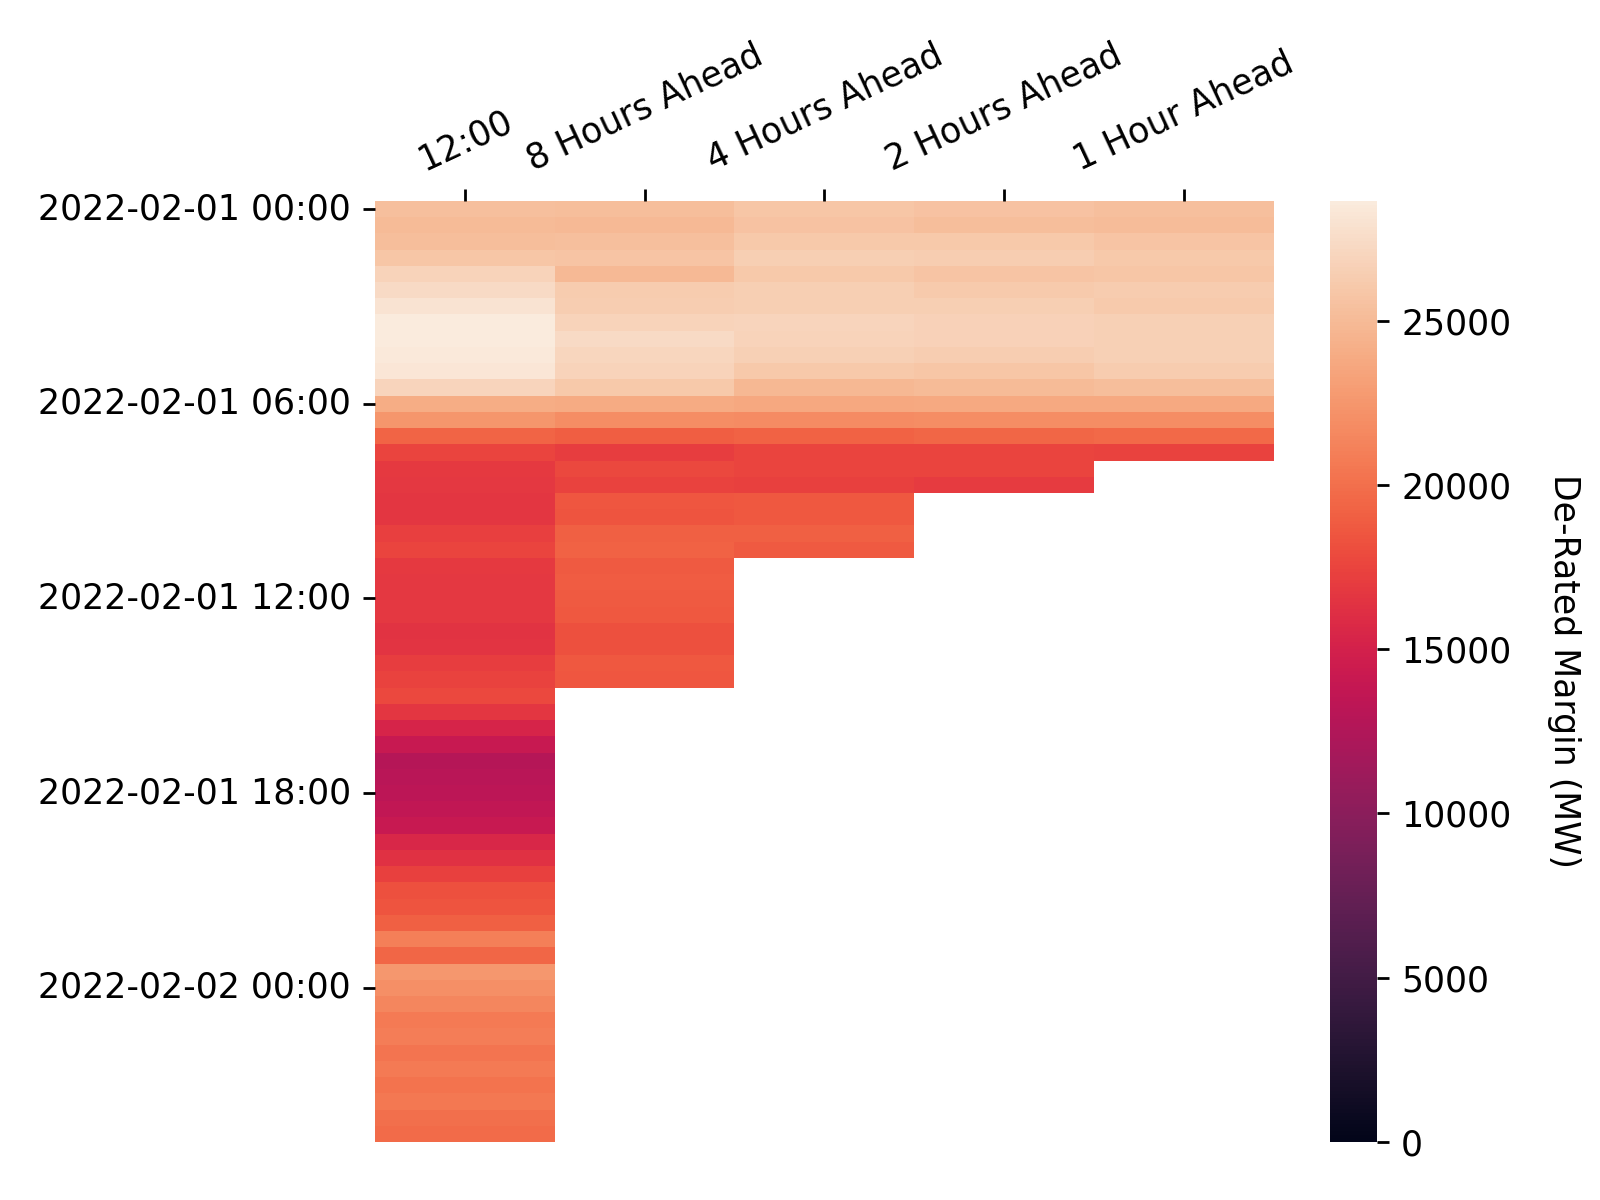 12:00
8 Hours Ahead
4 Hours Ahead
2 Hours Ahead
1 Hour Ahead
2022-02-01 00:00
2022-02-01 06:00
2022-02-01 12:00
2022-02-01 18:00
2022-02-02 00:00
25000
20000
15000
10000
5000
0
De-Rated Margin (MW)